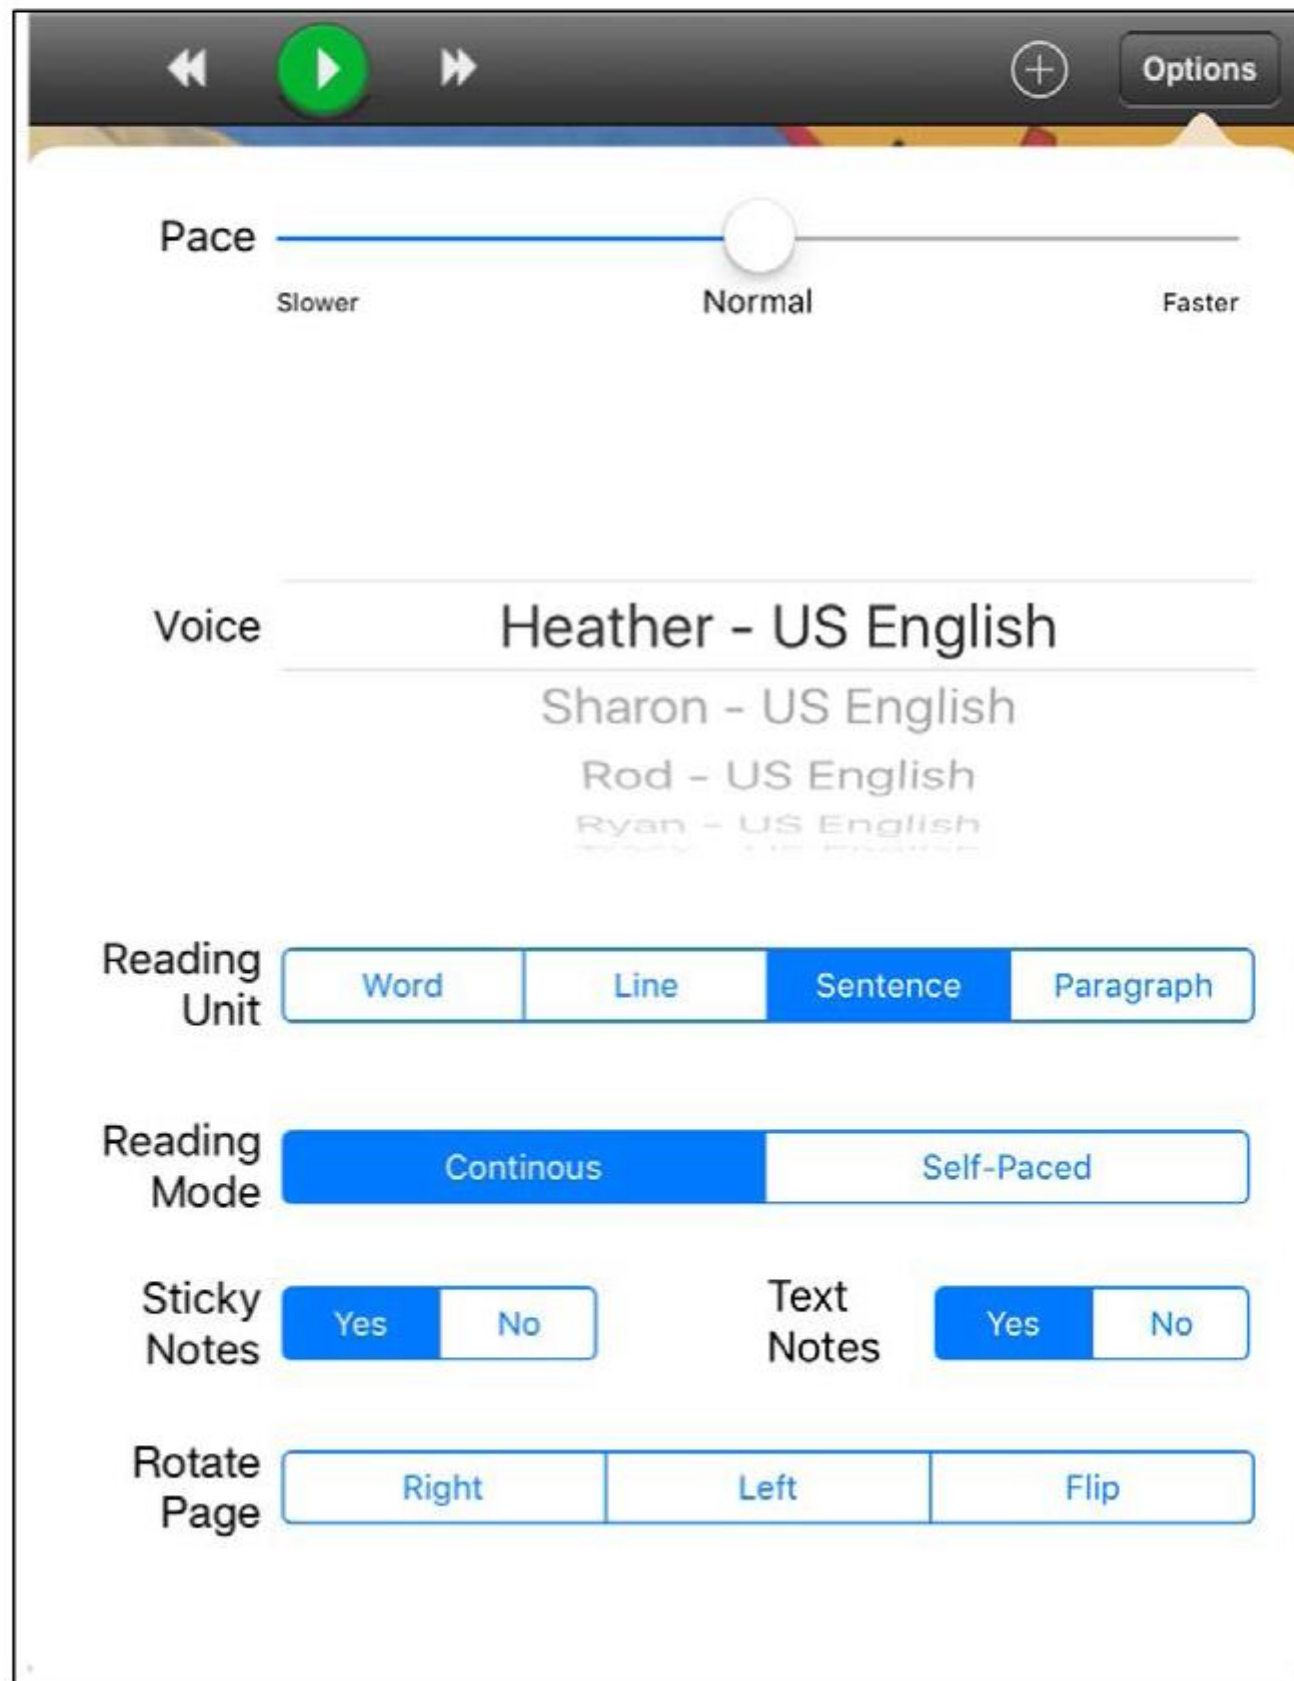 Options
Pace
Slower Normal Faster
Voice Heather - US English
Sharon - US English
Rod - US English
Ryan - US English
US English
Reading
Unit
Word Line Sentence Paragraph
Reading
Mode
Continous Self-Paced
Sticky
Notes
Yes No
Text
Notes
Yes No
Rotate
Page
Right Left Flip